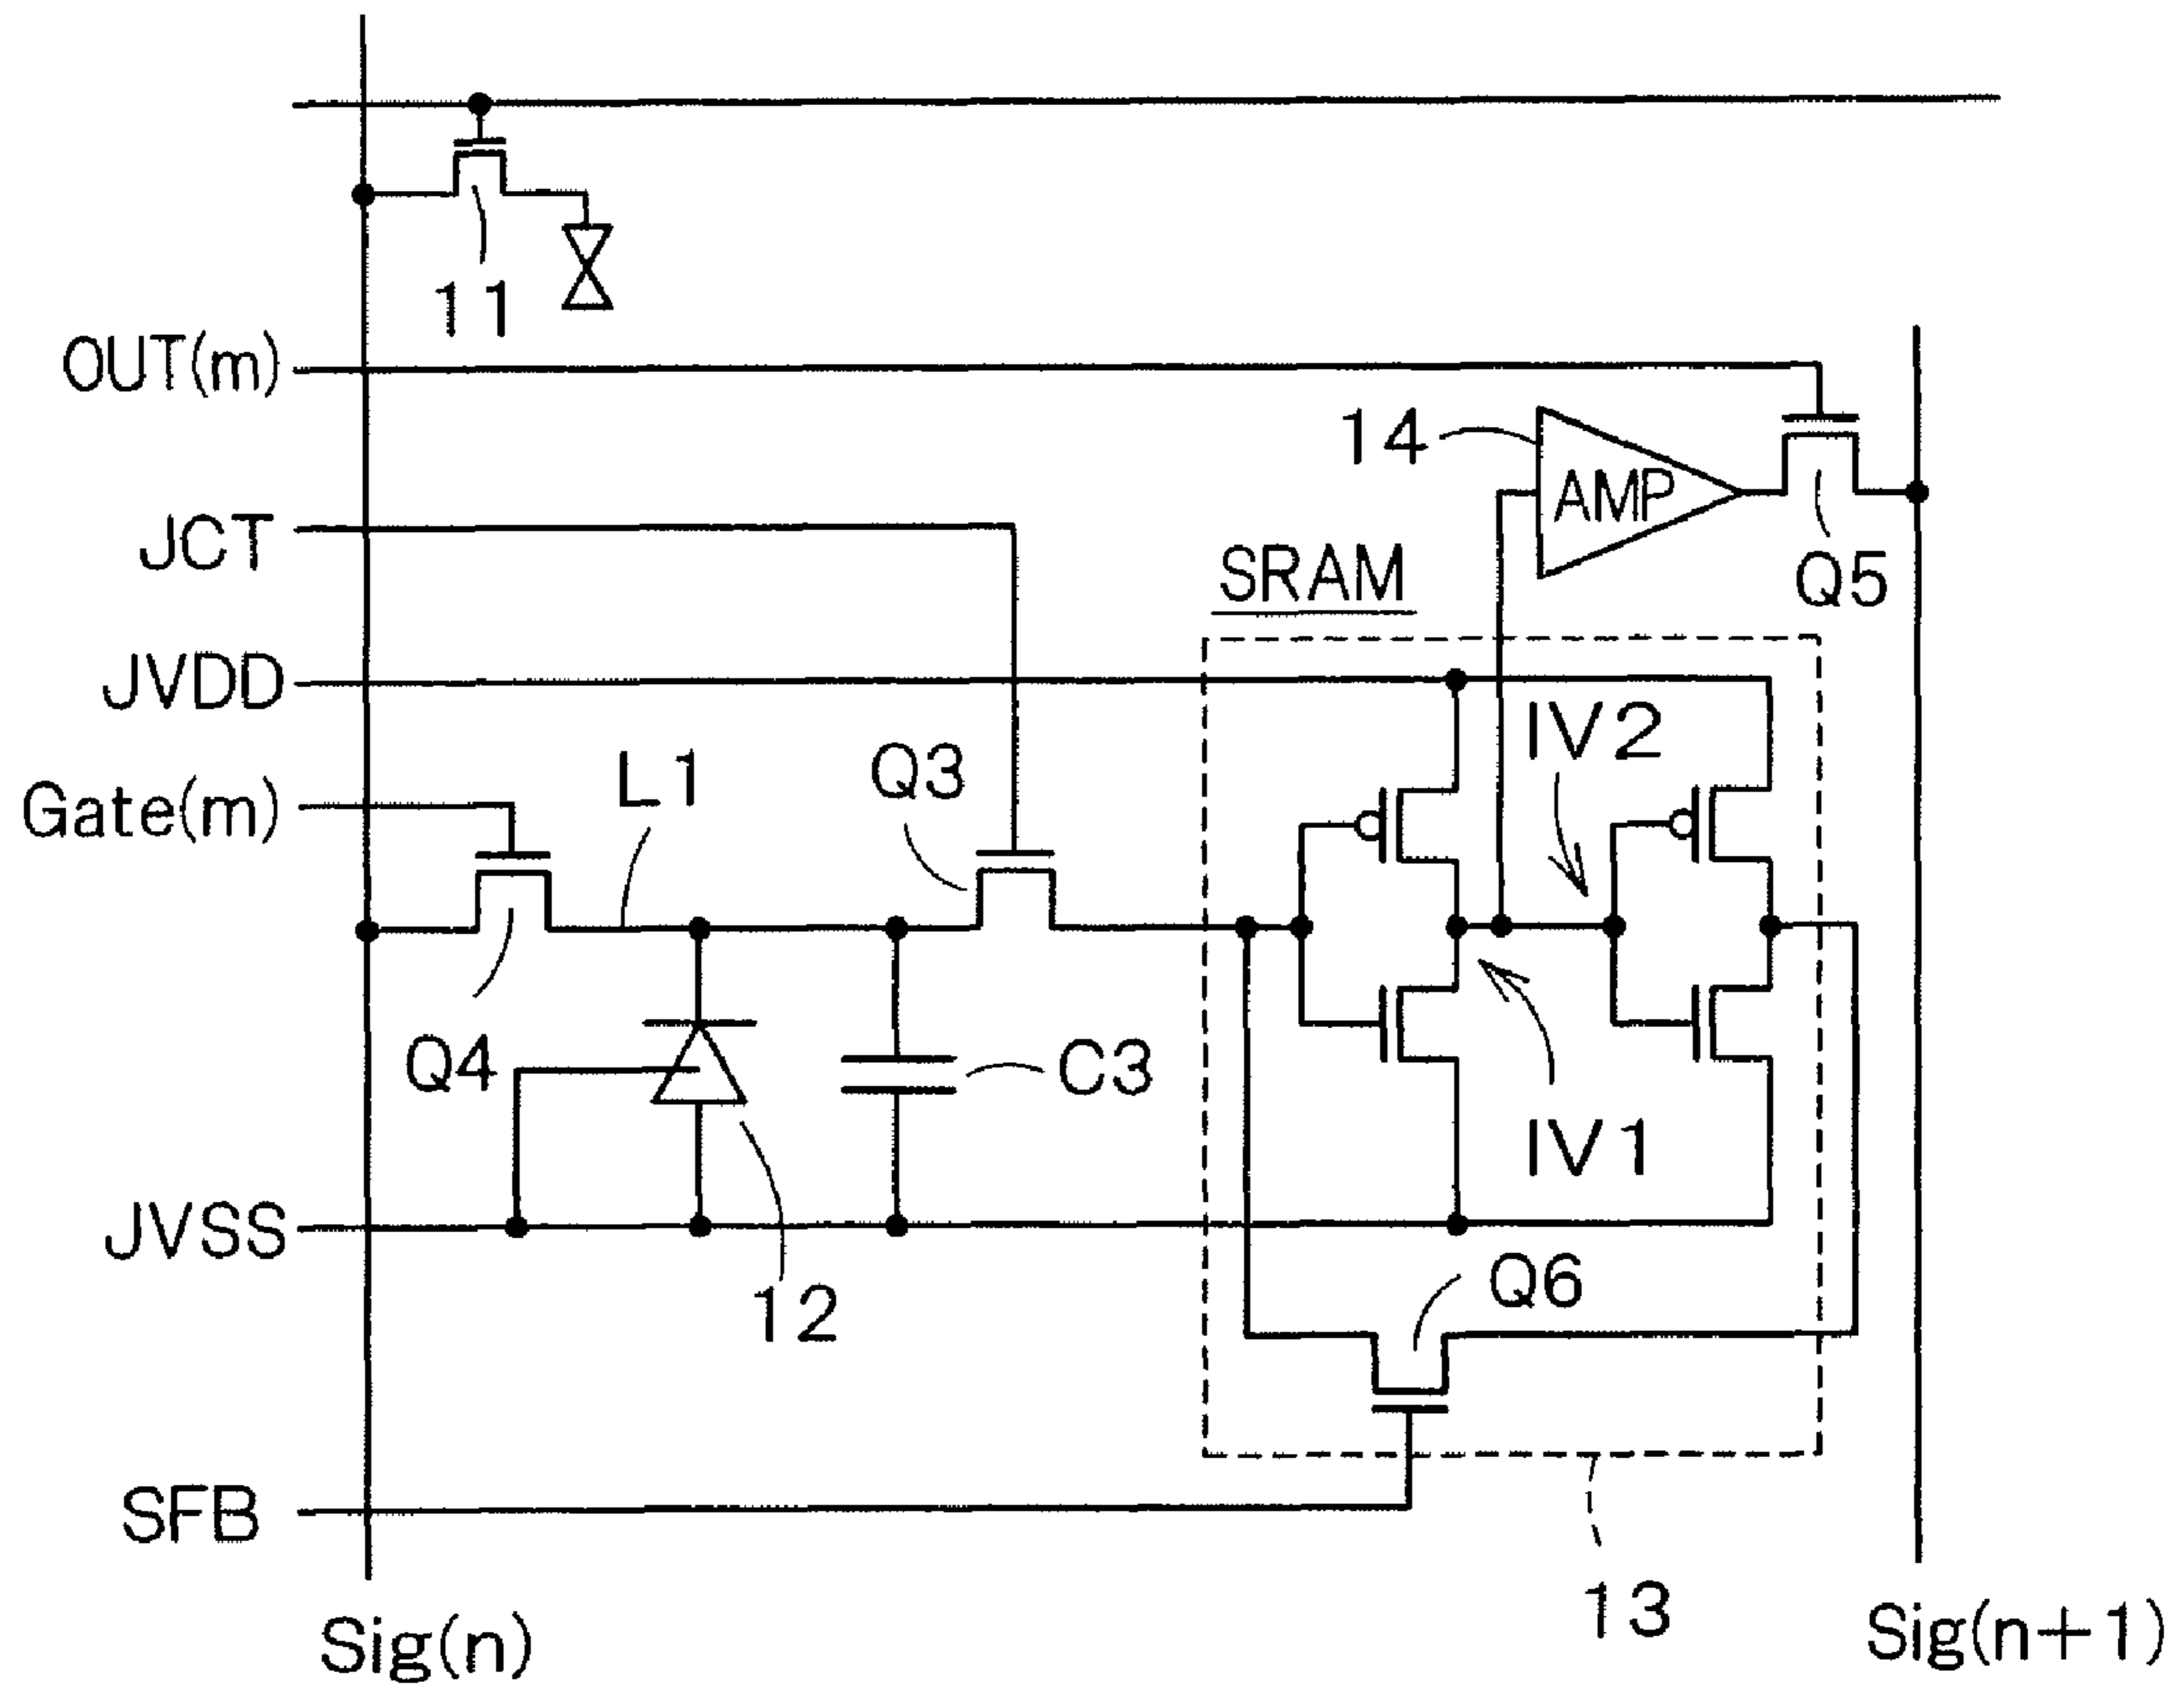 11
OUT(m)
14
AMP
JCT
SRAM
Q5
JVDD
IV2
L1
Q3
Gate(m)
Q4
C3
IV1
JVSS
Q6
12
SFB
13
Sig(n)
Sig(n+1)